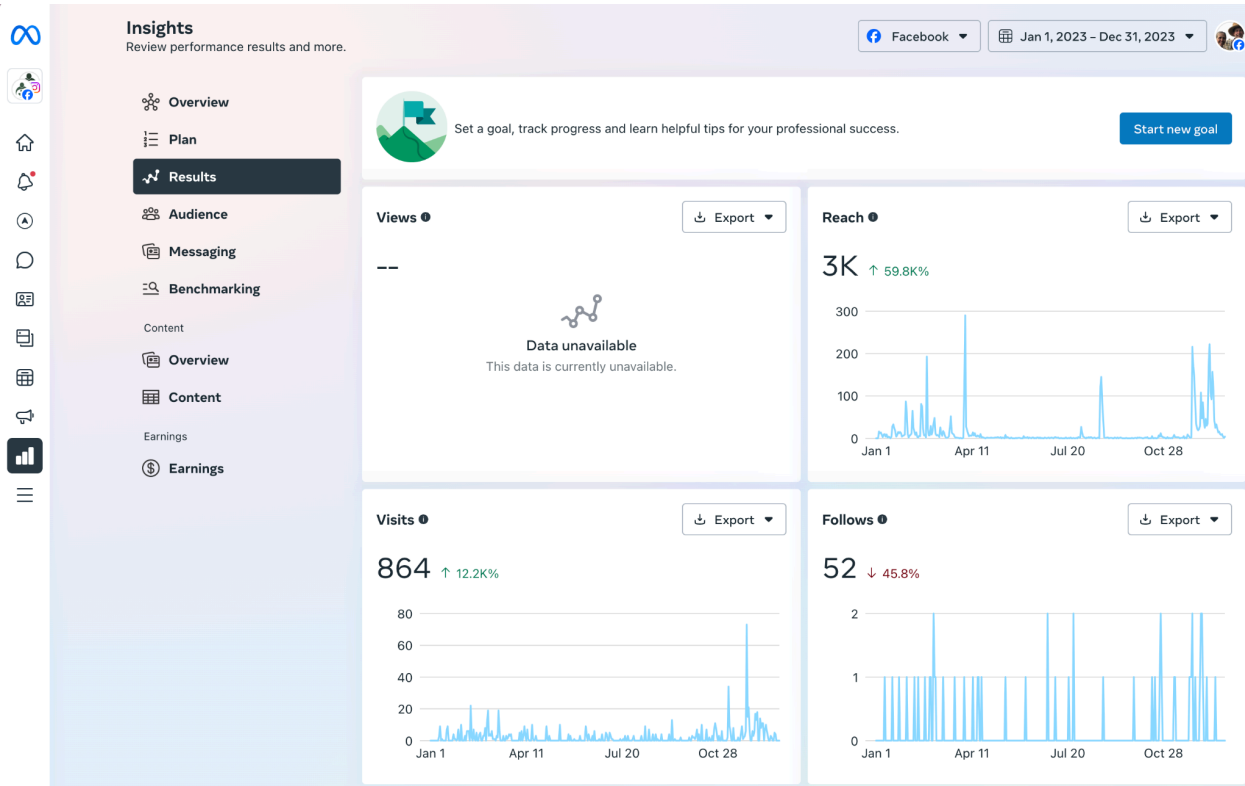 Insights
Review performance results and more.
Facebook
Jan 1, 2023 – Dec 31, 2023
Overview
Plan
Results
Audience
Messaging
Benchmarking
Content
Overview
Content
Earnings
Earnings
Set a goal, track progress and learn helpful tips for your professional success.
Start new goal
Views
Export
--
Data unavailable
This data is currently unavailable.
Reach
Export
3K ↑ 59.8K%
300
200
100
0
Jan 1 Apr 11 Jul 20 Oct 28
Visits
Export
864 ↑ 12.2K%
80
60
40
20
0
Jan 1 Apr 11 Jul 20 Oct 28
Follows
Export
52 ↓ 45.8%
2
1
0
Jan 1 Apr 11 Jul 20 Oct 28